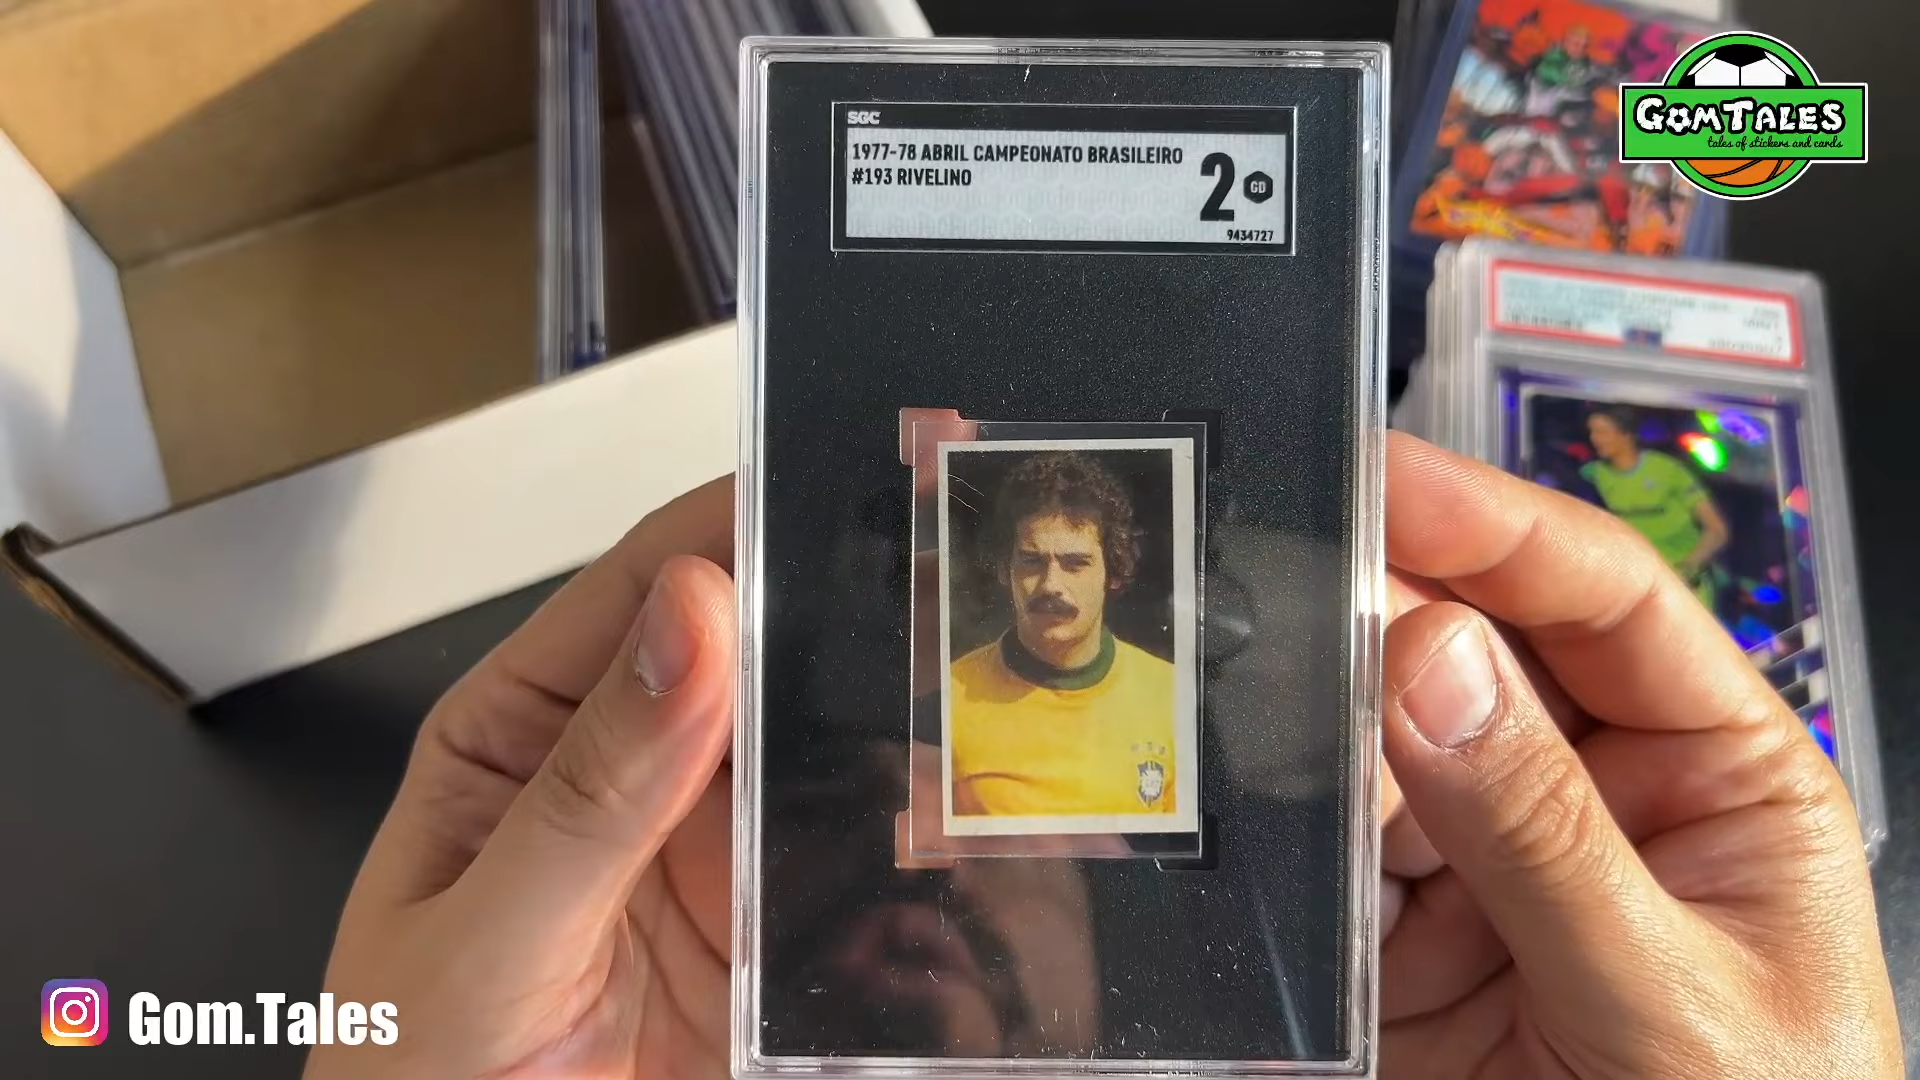 SGC
1977-78 ABRIL CAMPEONATO BRASILEIRO
#193 RIVELINO
2 GD
9434727
GOMTALES
tales of stickers and cards
Gom.Tales